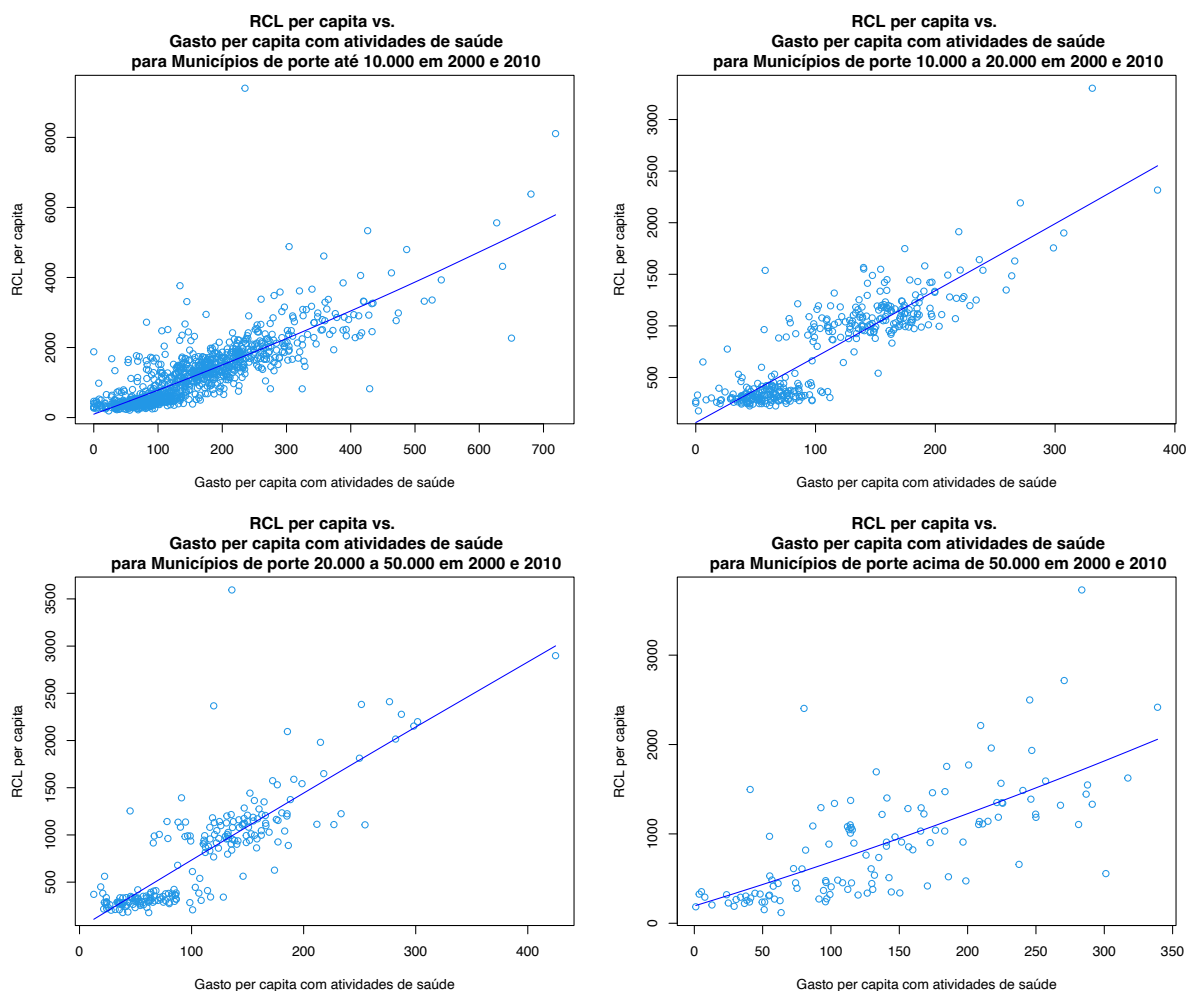 RCL per capita vs.
Gasto per capita com atividades de saúde
para Municípios de porte até 10.000 em 2000 e 2010
RCL per capita
0 2000 4000 6000 8000
0 100 200 300 400 500 600 700
Gasto per capita com atividades de saúde
RCL per capita vs.
Gasto per capita com atividades de saúde
para Municípios de porte 10.000 a 20.000 em 2000 e 2010
RCL per capita
500 1000 1500 2000 2500 3000
0 100 200 300 400
Gasto per capita com atividades de saúde
RCL per capita vs.
Gasto per capita com atividades de saúde
para Municípios de porte 20.000 a 50.000 em 2000 e 2010
RCL per capita
500 1000 1500 2000 2500 3000 3500
0 100 200 300 400
Gasto per capita com atividades de saúde
RCL per capita vs.
Gasto per capita com atividades de saúde
para Municípios de porte acima de 50.000 em 2000 e 2010
RCL per capita
0 1000 2000 3000
0 50 100 150 200 250 300 350
Gasto per capita com atividades de saúde